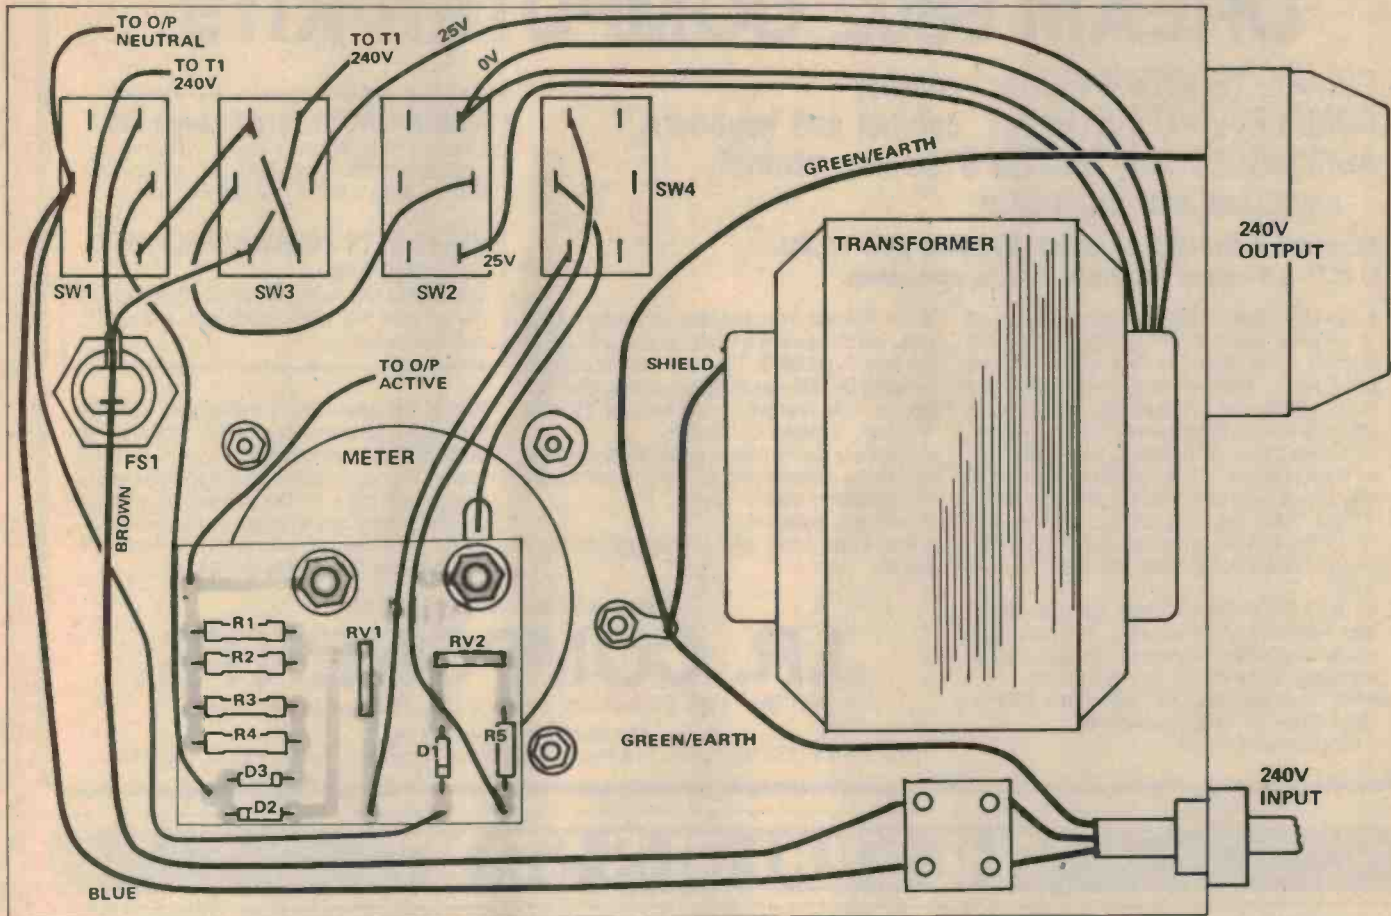 TO O/P
NEUTRAL
TO T1
240V
TO T1
240V
25V
0V
GREEN/EARTH
SW4
25V
SW1
SW3
SW2
TRANSFORMER
240V
OUTPUT
SHIELD
TO O/P
ACTIVE
FS1
METER
BROWN
R1
R2
R3
R4
D3
D2
RV1
RV2
D1
R5
GREEN/EARTH
240V
INPUT
BLUE